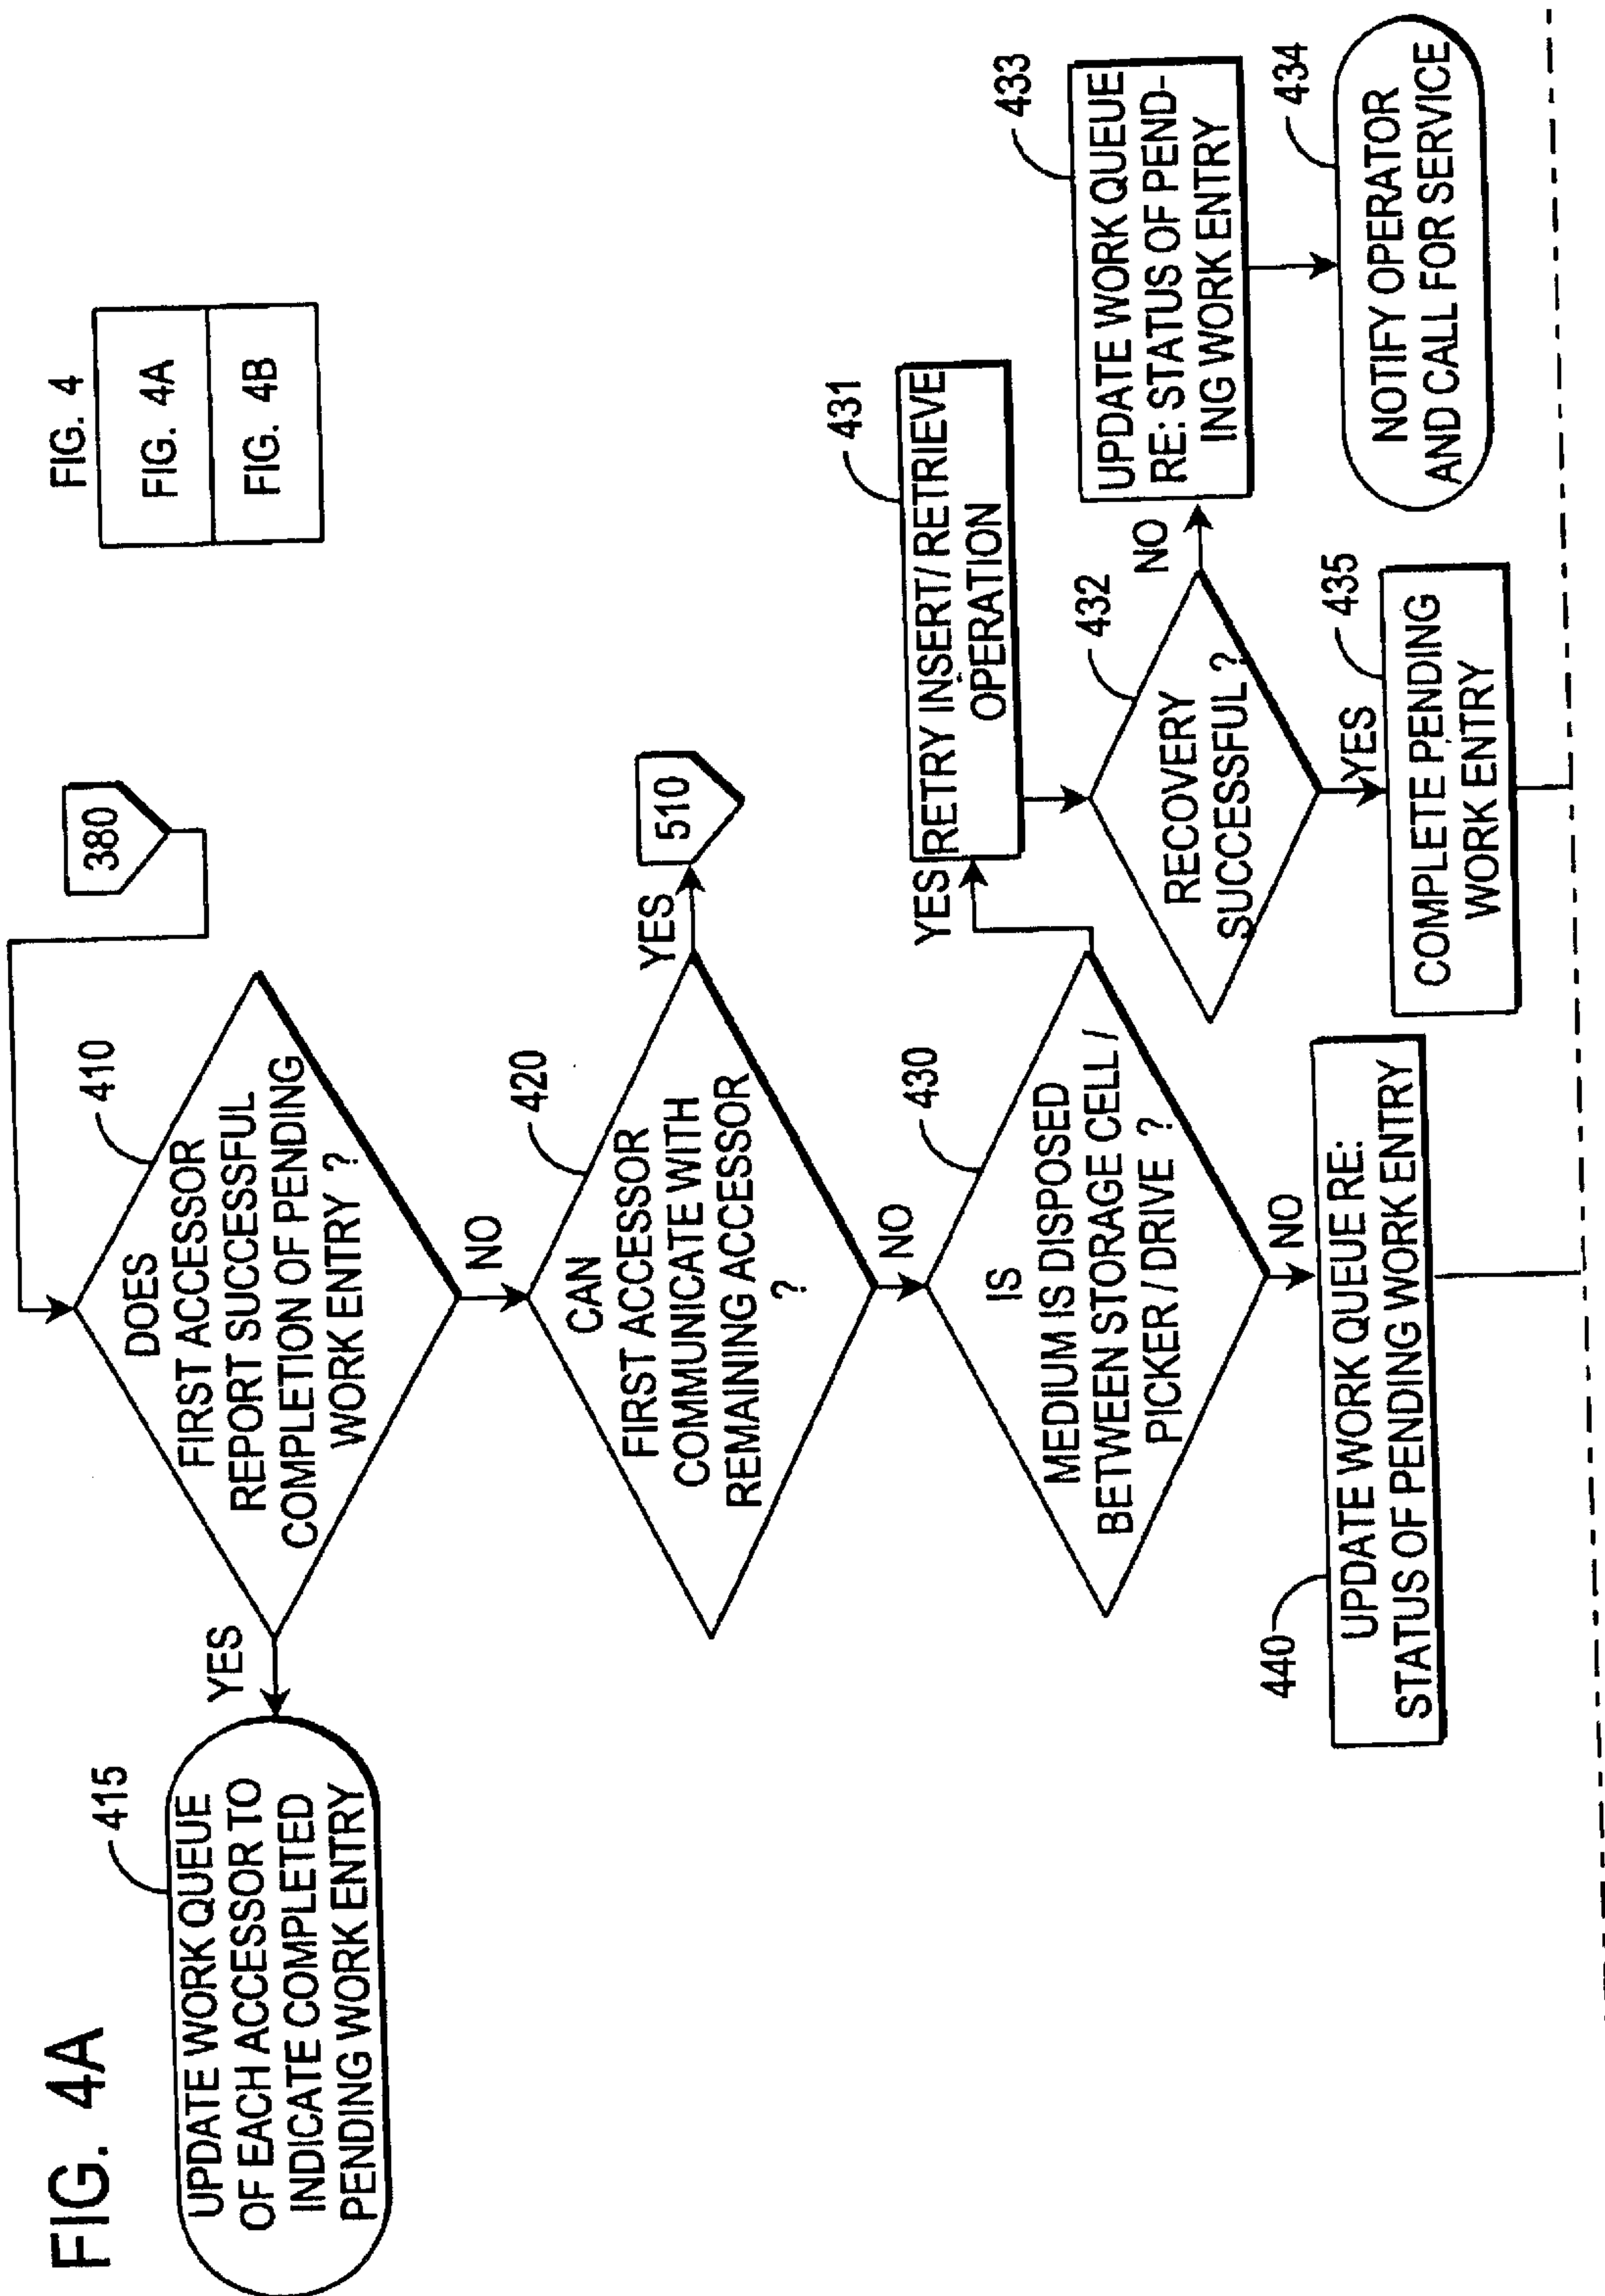 FIG. 4A
FIG. 4
FIG. 4A
FIG. 4B
380
410
DOES
FIRST ACCESSOR
REPORT SUCCESSFUL
COMPLETION OF PENDING
WORK ENTRY ?
YES
415
UPDATE WORK QUEUE
OF EACH ACCESSOR TO
INDICATE COMPLETED
PENDING WORK ENTRY
NO
420
CAN
FIRST ACCESSOR
COMMUNICATE WITH
REMAINING ACCESSOR
?
YES
510
NO
430
IS
MEDIUM IS DISPOSED
BETWEEN STORAGE CELL /
PICKER / DRIVE ?
YES
431
RETRY INSERT/ RETRIEVE
OPERATION
432
RECOVERY
SUCCESSFUL ?
NO
433
UPDATE WORK QUEUE
RE: STATUS OF PEND-
ING WORK ENTRY
434
NOTIFY OPERATOR
AND CALL FOR SERVICE
YES
435
COMPLETE PENDING
WORK ENTRY
NO
440
UPDATE WORK QUEUE RE:
STATUS OF PENDING WORK ENTRY